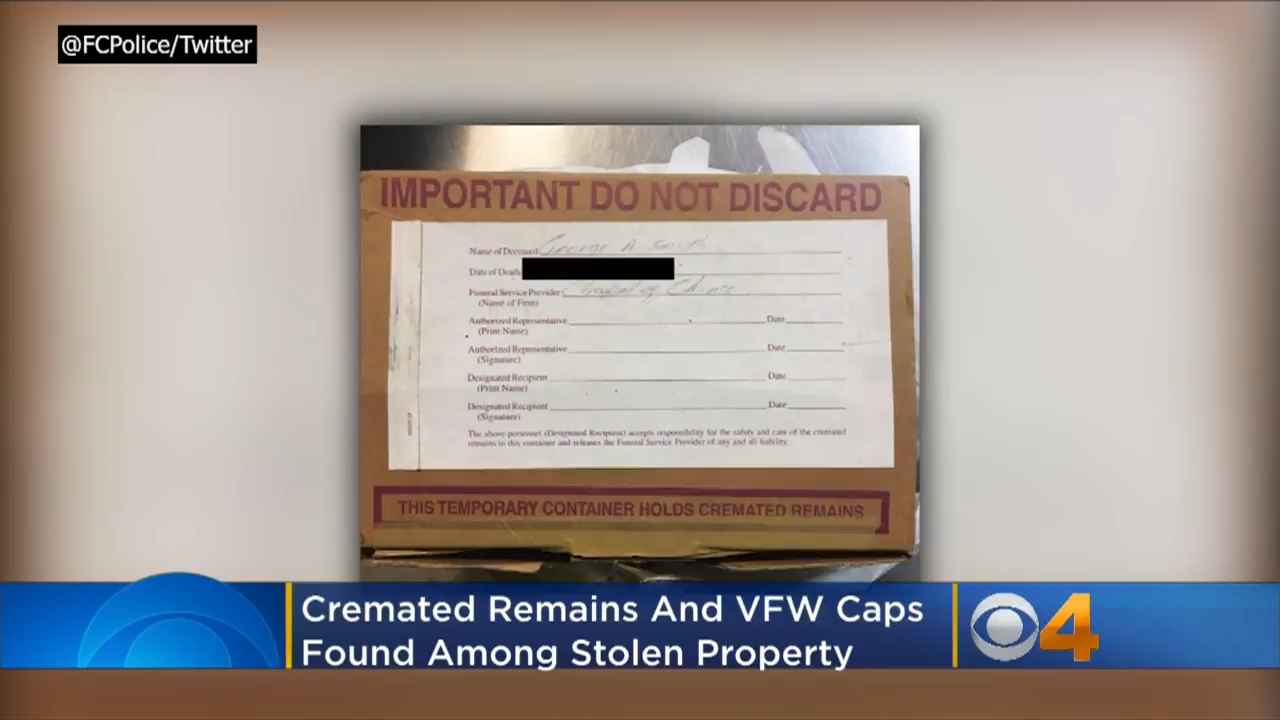 @FCPolice/Twitter
IMPORTANT DO NOT DISCARD
Name of Deceased George A Smith
Date of Death
Funeral Service Provider
(Name of Firm)
Authorized Representative Date
(Print Name)
Authorized Representative Date
(Signature)
Designated Recipient Date
(Print Name)
Designated Recipient Date
(Signature)
The above personnel (Designated Recipient) accepts responsibility for the safety and care of the cremated
remains in this container and releases the Funeral Service Provider of any and all liability.
THIS TEMPORARY CONTAINER HOLDS CREMATED REMAINS
Cremated Remains And VFW Caps
Found Among Stolen Property
4